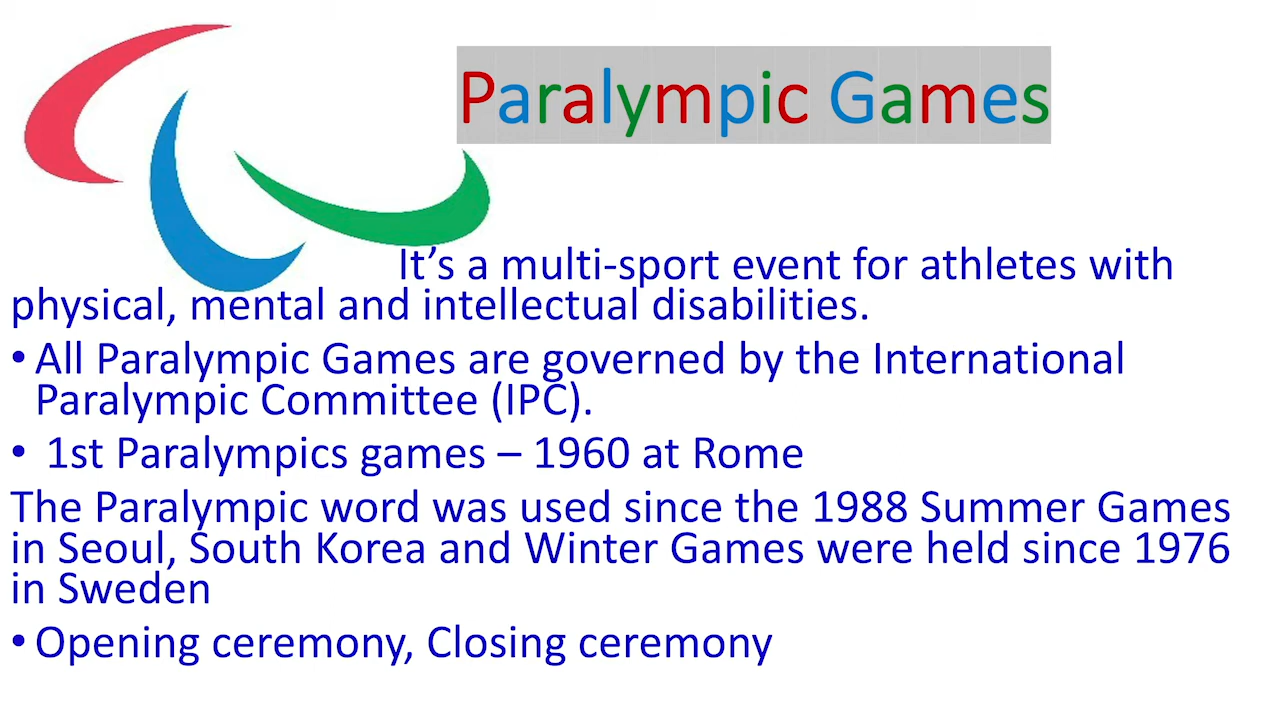 Paralympic Games
It’s a multi-sport event for athletes with
physical, mental and intellectual disabilities.
• All Paralympic Games are governed by the International
Paralympic Committee (IPC).
• 1st Paralympics games – 1960 at Rome
The Paralympic word was used since the 1988 Summer Games
in Seoul, South Korea and Winter Games were held since 1976
in Sweden
• Opening ceremony, Closing ceremony